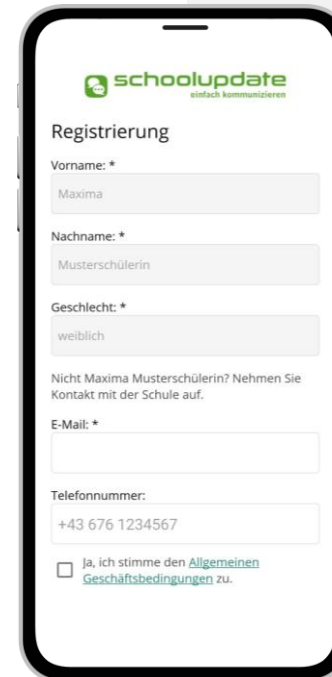 schoolupdate
einfach kommunizieren
Registrierung
Vorname: *
Maxima
Nachname: *
Musterschülerin
Geschlecht: *
weiblich
Nicht Maxima Musterschülerin? Nehmen Sie
Kontakt mit der Schule auf.
E-Mail: *
Telefonnummer:
+43 676 1234567
Ja, ich stimme den Allgemeinen
Geschäftsbedingungen zu.